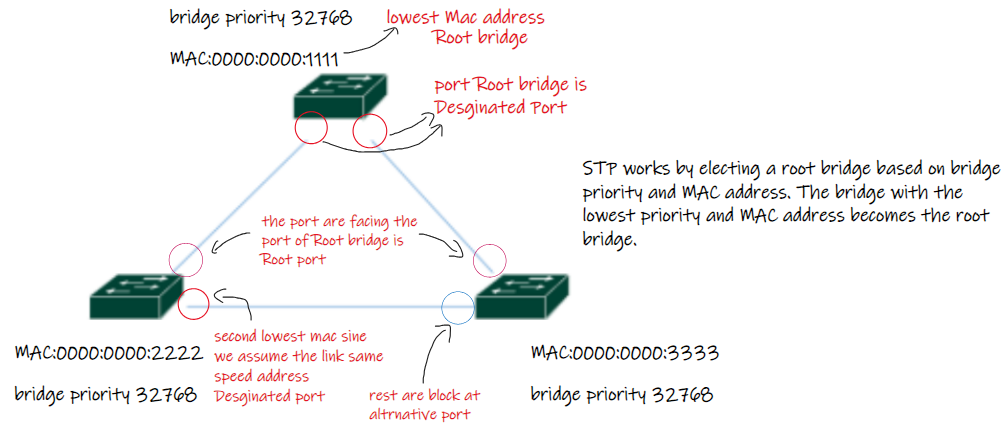 bridge priority 32768
MAC:0000:0000:1111
lowest Mac address
Root bridge
port Root bridge is
Desginated Port
STP works by electing a root bridge based on bridge
priority and MAC address. The bridge with the
lowest priority and MAC address becomes the root
bridge.
the port are facing the
port of Root bridge is
Root port
MAC:0000:0000:2222
bridge priority 32768
second lowest mac sine
we assume the link same
speed address
Desginated port
rest are block at
altrnative port
MAC:0000:0000:3333
bridge priority 32768